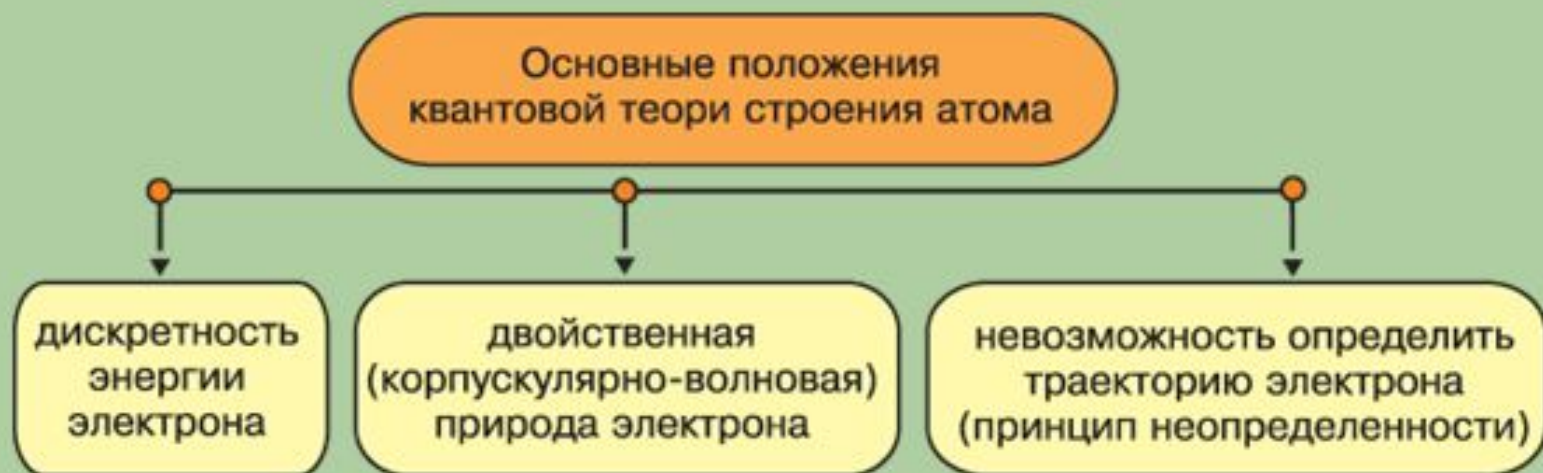 Основные положения
квантовой теори строения атома
дискретность
энергии
электрона
двойственная
(корпускулярно-волновая)
природа электрона
невозможность определить
траекторию электрона
(принцип неопределенности)